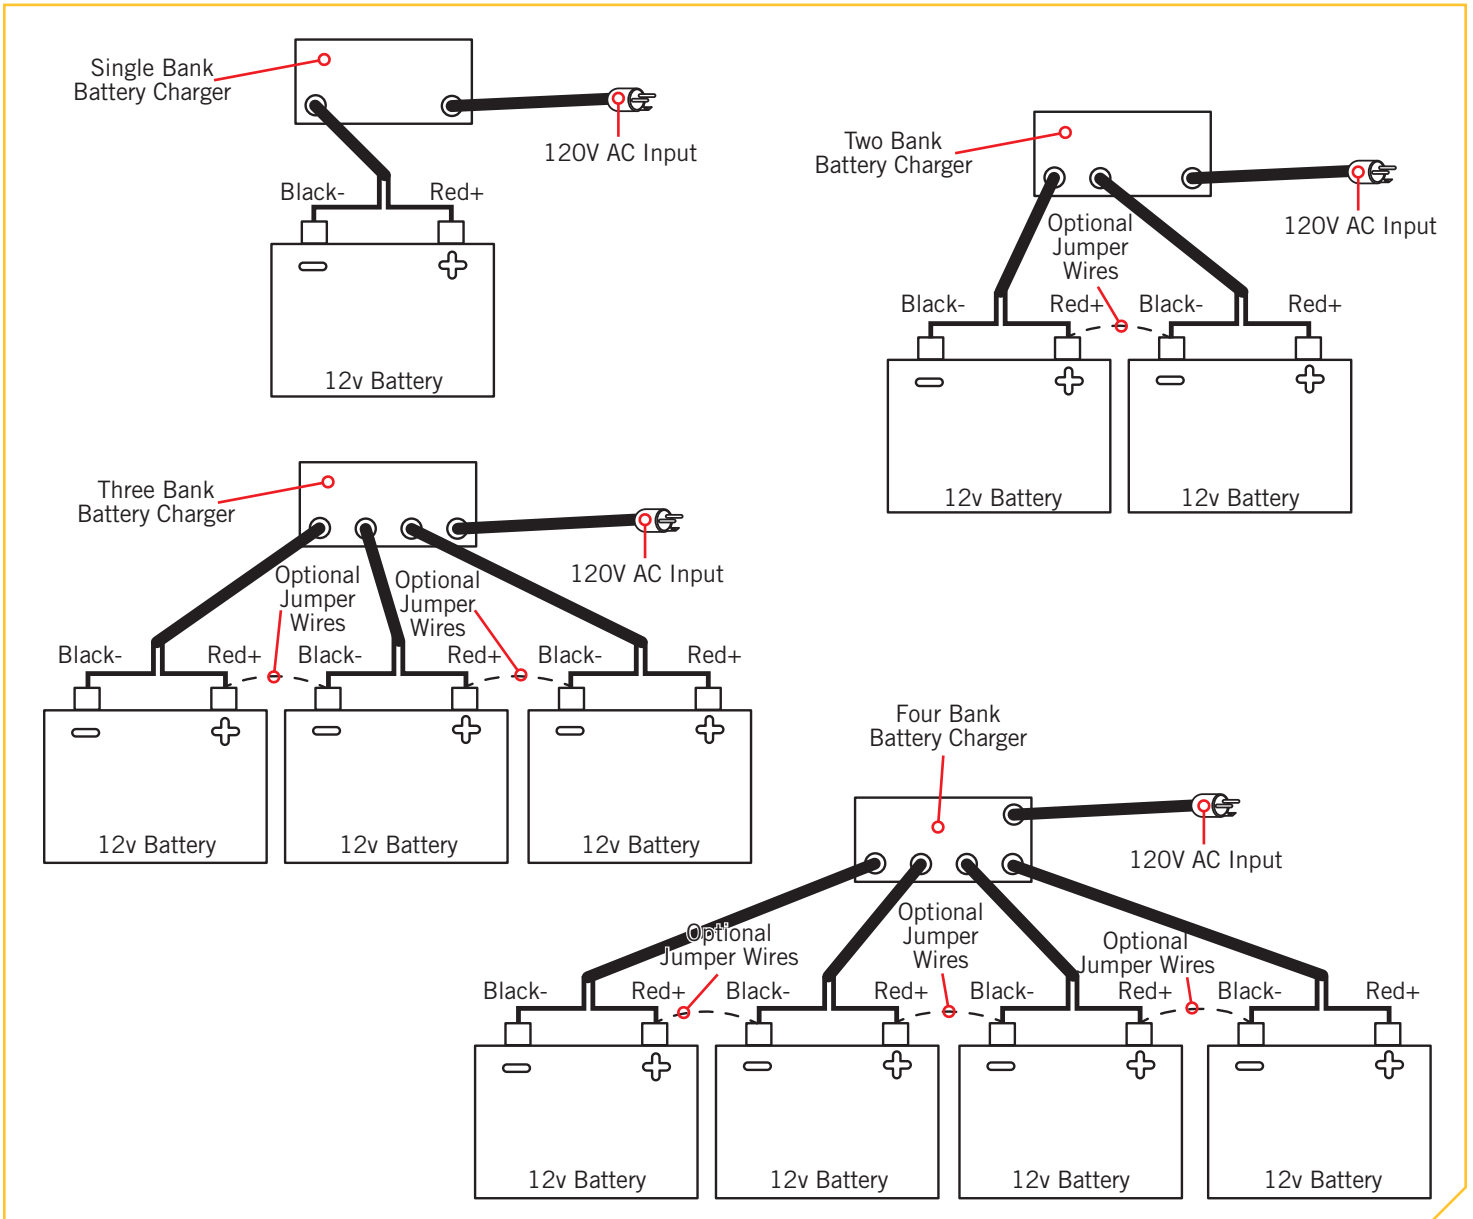 Single Bank
Battery Charger
120V AC Input
Black-
Red+
12v Battery
Two Bank
Battery Charger
120V AC Input
Optional
Jumper
Wires
Black-
Red+
Black-
Red+
12v Battery
12v Battery
Three Bank
Battery Charger
120V AC Input
Optional
Jumper
Wires
Optional
Jumper
Wires
Black-
Red+
Black-
Red+
Black-
Red+
12v Battery
12v Battery
12v Battery
Four Bank
Battery Charger
120V AC Input
Optional
Jumper Wires
Optional
Jumper
Wires
Optional
Jumper Wires
Black-
Red+
Black-
Red+
Black-
Red+
Black-
Red+
12v Battery
12v Battery
12v Battery
12v Battery